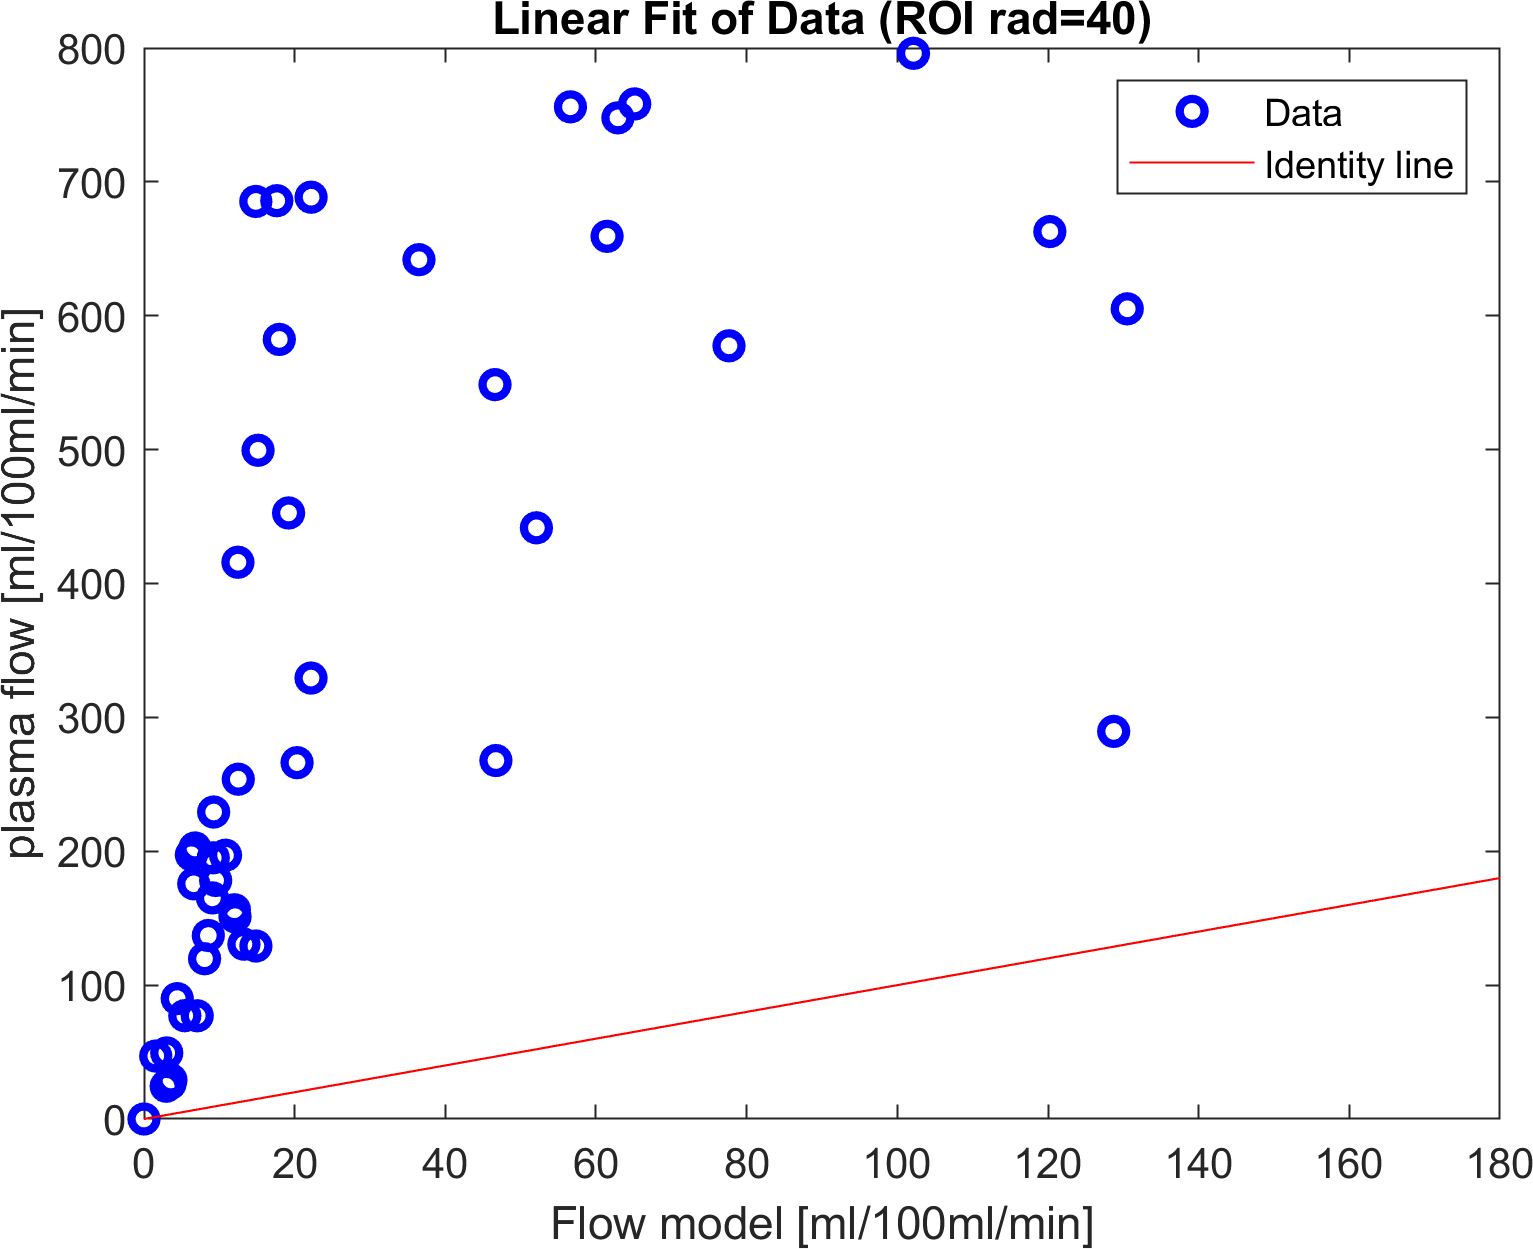 Linear Fit of Data (ROI rad=40)
800
700
600
500
400
300
200
100
0
plasma flow [ml/100ml/min]
Data
Identity line
0 20 40 60 80 100 120 140 160 180
Flow model [ml/100ml/min]